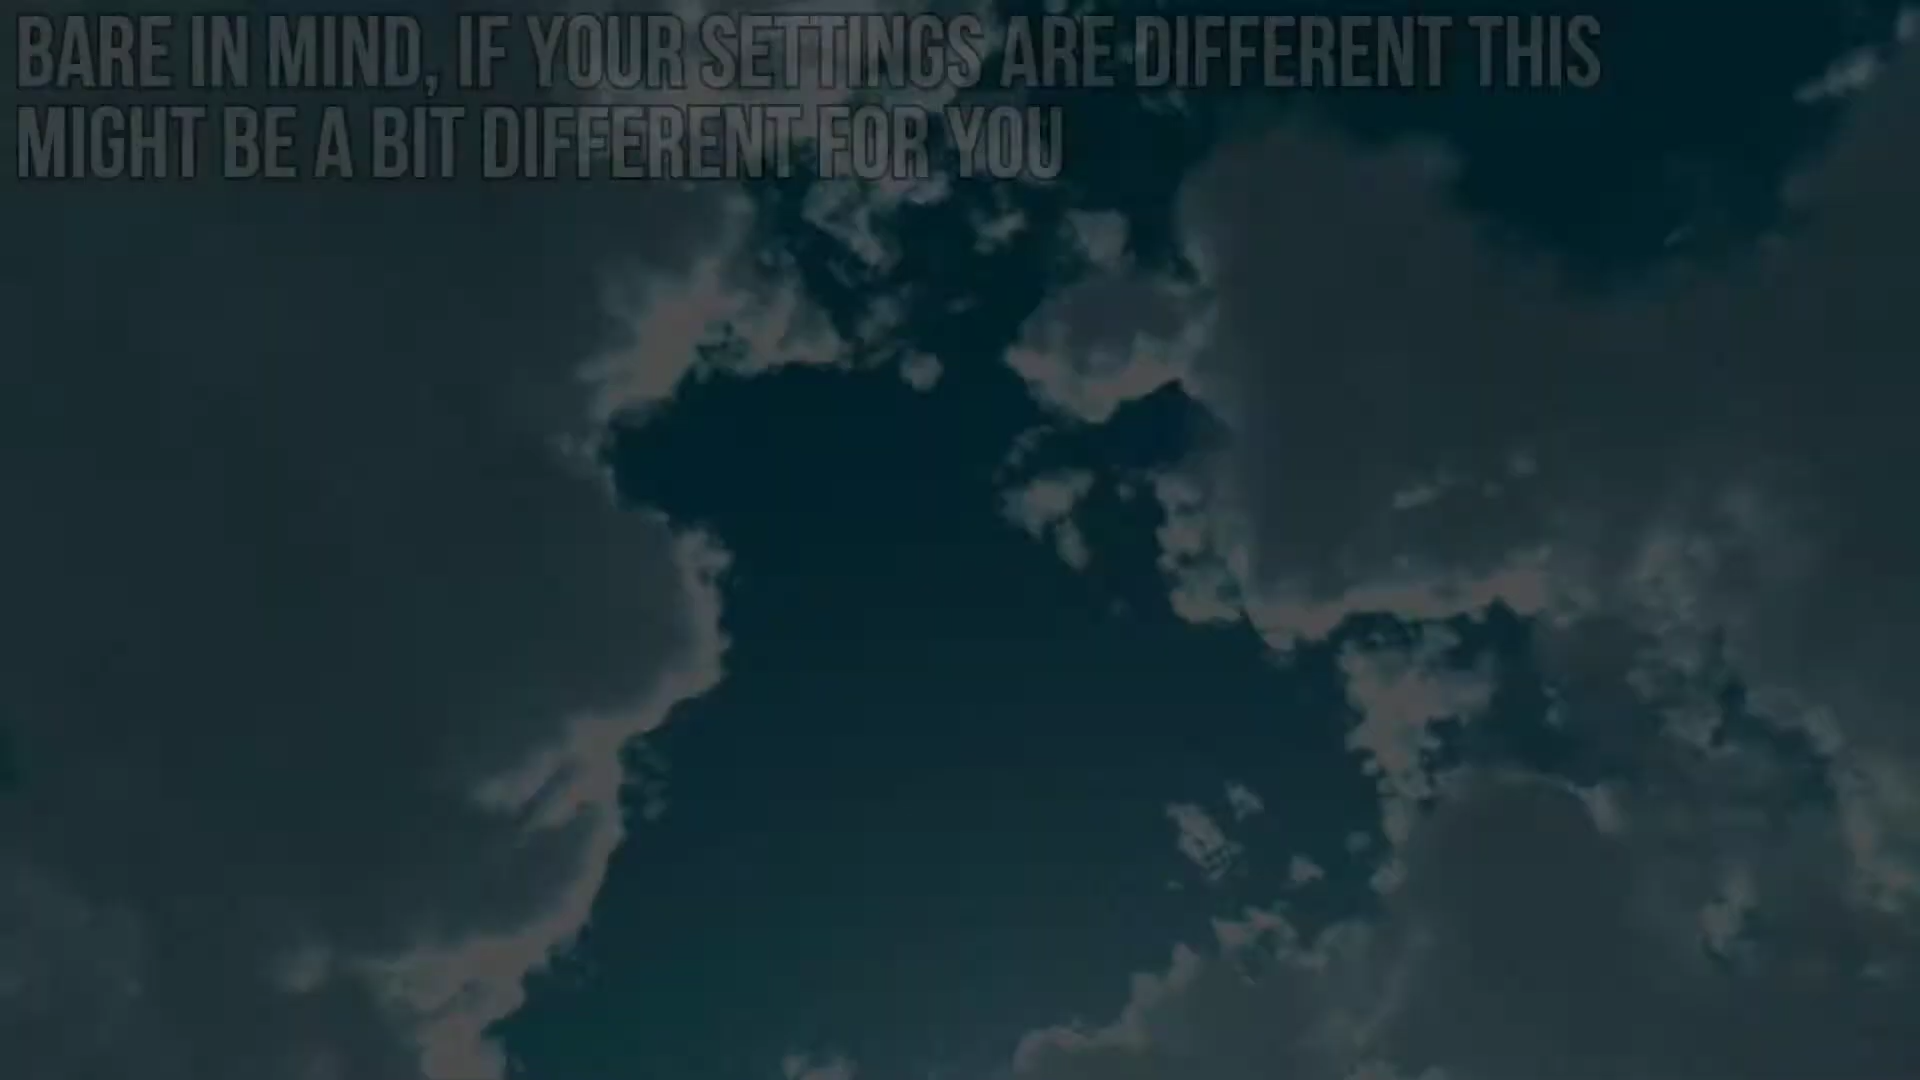 BARE IN MIND, IF YOUR SETTINGS ARE DIFFERENT THIS
MIGHT BE A BIT DIFFERENT FOR YOU